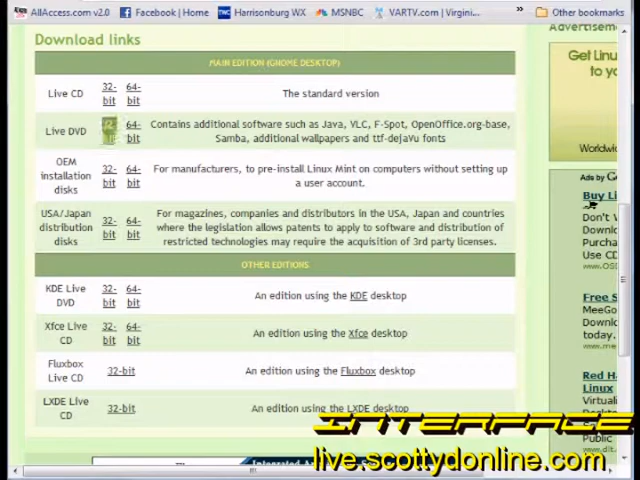 AllAccess.com v2.0 Facebook | Home Harrisonburg WX MSNBC VARTV.com | Virgini... » Other bookmarks
Download links
MAIN EDITION (GNOME DESKTOP)
Live CD 32-bit 64-bit The standard version
Live DVD 64-bit Contains additional software such as Java, VLC, F-Spot, OpenOffice.org-base,
Samba, additional wallpapers and ttf-dejaVu fonts
OEM installation disks 32-bit 64-bit For manufacturers, to pre-install Linux Mint on computers without setting up
a user account.
USA/Japan distribution disks 32-bit 64-bit For magazines, companies and distributors in the USA, Japan and countries
where the legislation allows patents to apply to software and distribution of
restricted technologies may require the acquisition of 3rd party licenses.
OTHER EDITIONS
KDE Live DVD 32-bit 64-bit An edition using the KDE desktop
Xfce Live CD 32-bit 64-bit An edition using the Xfce desktop
Fluxbox Live CD 32-bit An edition using the Fluxbox desktop
LXDE Live CD 32-bit An edition using the LXDE desktop
Get Linu
to yo
Worldwid
Ads by Go
Buy Li
Don't W
Downlo
Purcha
Use CD
www.OSD
Free S
MeeGo
Downlo
today.
Red H
Linux
Virtuali
Public
INTERFACE
live.scottydonline.com